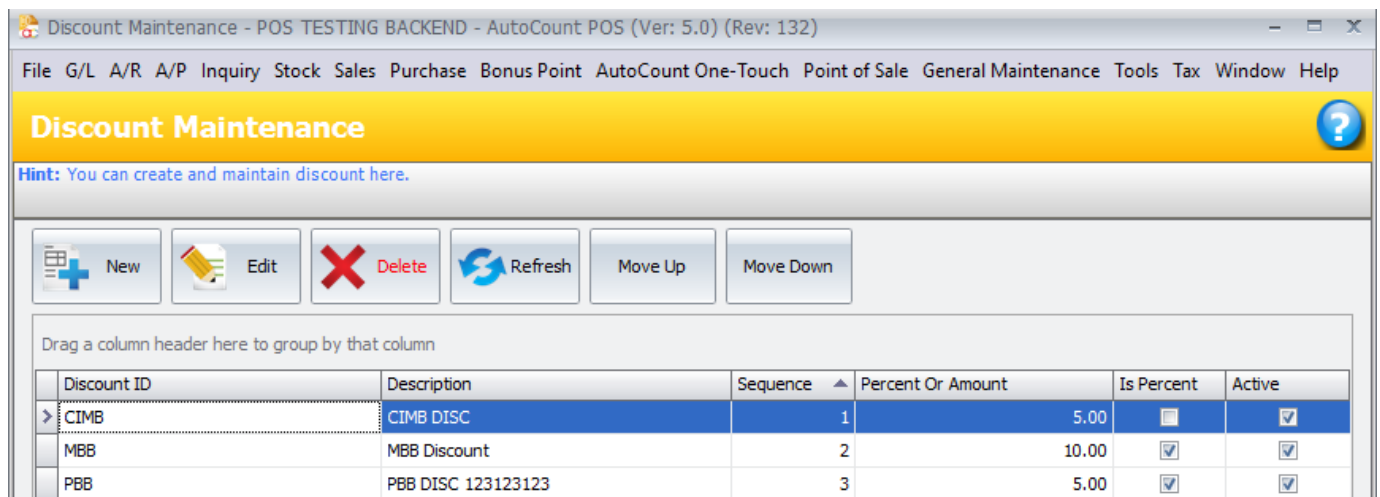 Discount Maintenance - POS TESTING BACKEND - AutoCount POS (Ver: 5.0) (Rev: 132)
File G/L A/R A/P Inquiry Stock Sales Purchase Bonus Point AutoCount One-Touch Point of Sale General Maintenance Tools Tax Window Help
Discount Maintenance ?
Hint: You can create and maintain discount here.
New Edit Delete Refresh Move Up Move Down
Drag a column header here to group by that column
Discount ID Description Sequence Percent Or Amount Is Percent Active
CIMB CIMB DISC 1 5.00
MBB MBB Discount 2 10.00
PBB PBB DISC 123123123 3 5.00